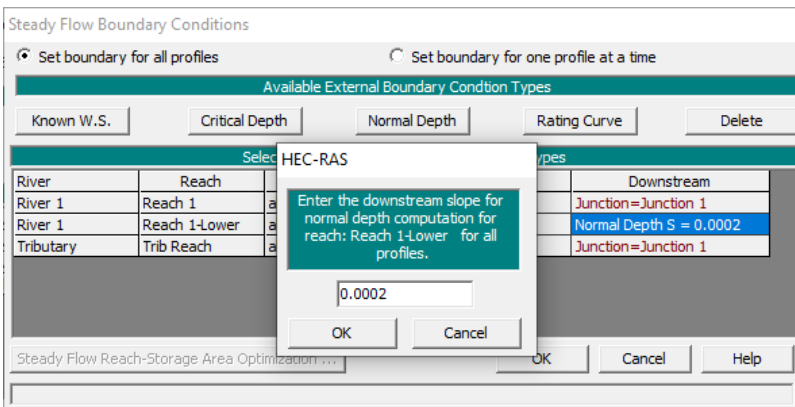 Steady Flow Boundary Conditions
Set boundary for all profiles Set boundary for one profile at a time
Available External Boundary Condtion Types
Known W.S. Critical Depth Normal Depth Rating Curve Delete
HEC-RAS
River Reach Downstream
River 1 Reach 1 Junction=Junction 1
River 1 Reach 1-Lower Normal Depth S = 0.0002
Tributary Trib Reach Junction=Junction 1
Enter the downstream slope for
normal depth computation for
reach: Reach 1-Lower for all
profiles.
0.0002
OK Cancel
Steady Flow Reach-Storage Area Optimization ... OK Cancel Help